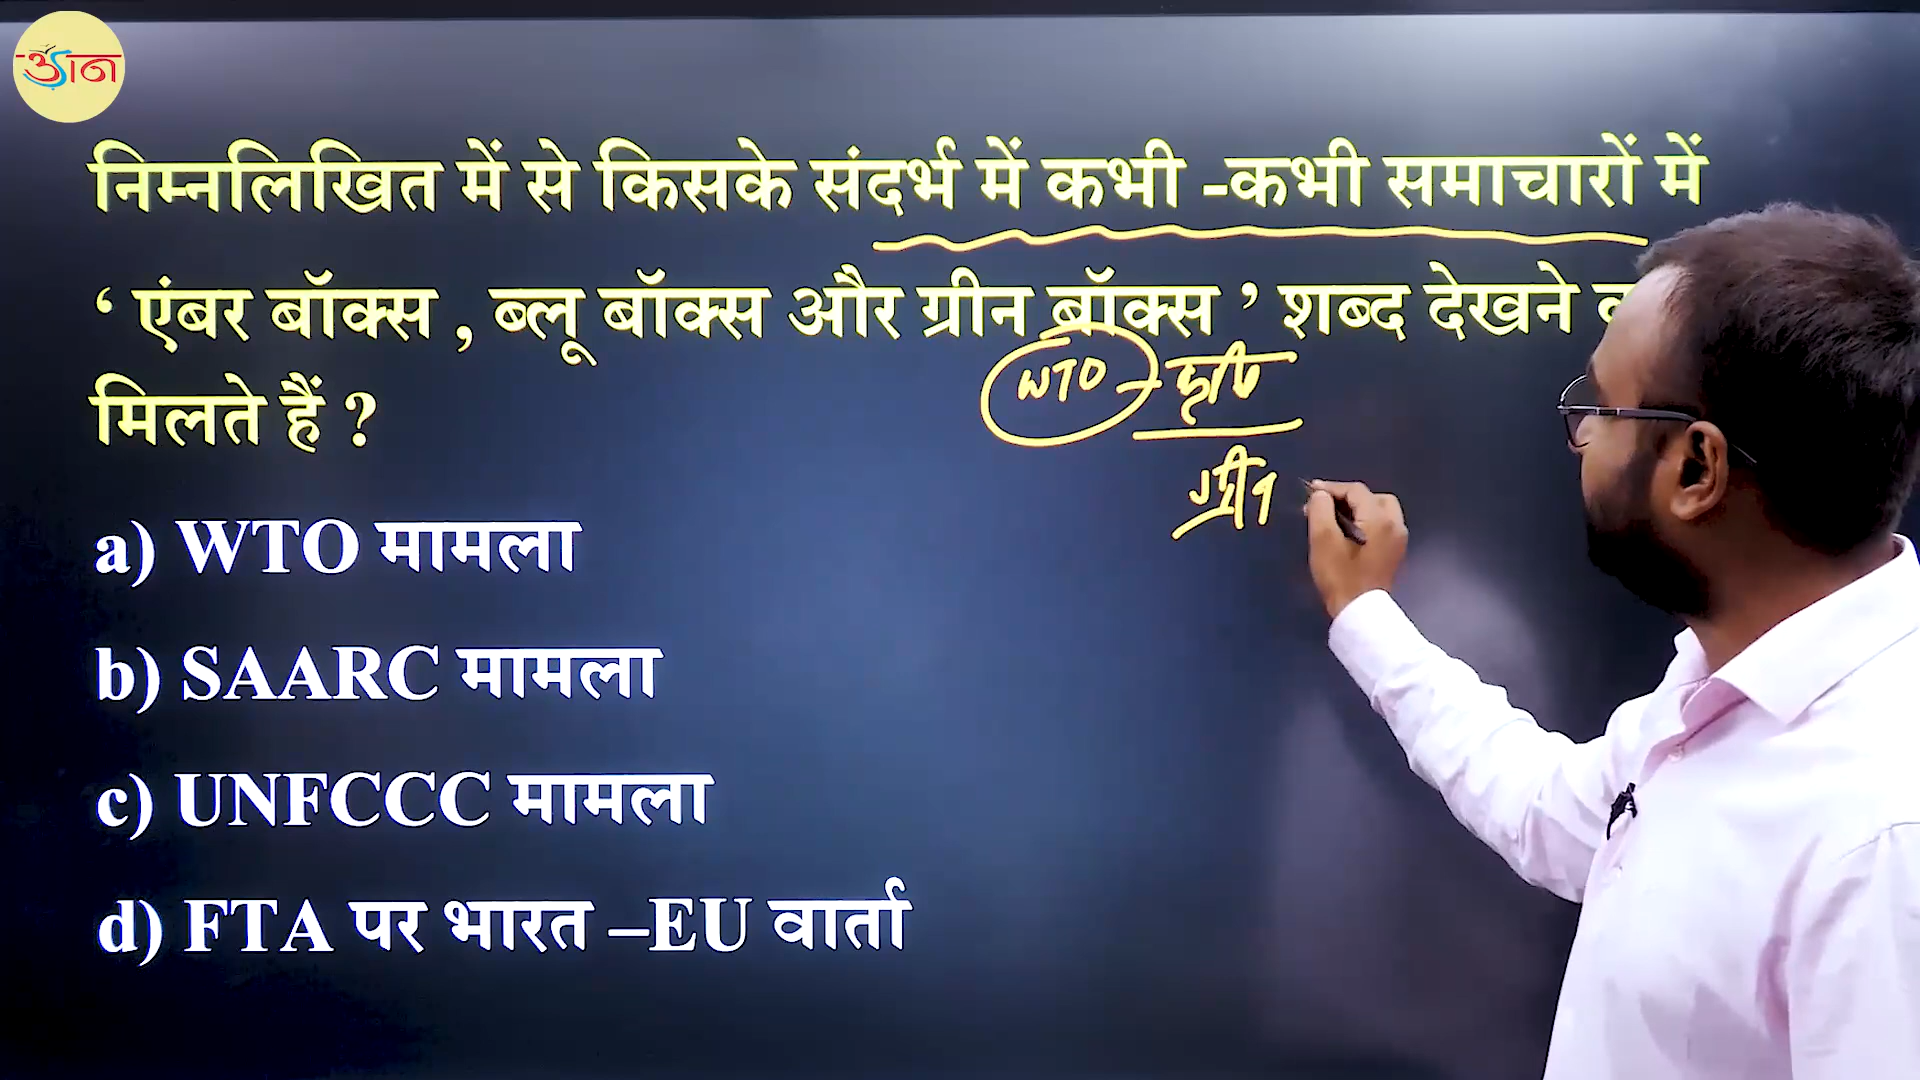 उड़ान
निम्नलिखित में से किसके संदर्भ में कभी -कभी समाचारों में
‘ एंबर बॉक्स , ब्लू बॉक्स और ग्रीन बॉक्स ’ शब्द देखने
मिलते हैं ?
WTO - कृषि
ग्रीन
a) WTO मामला
b) SAARC मामला
c) UNFCCC मामला
d) FTA पर भारत –EU वार्ता